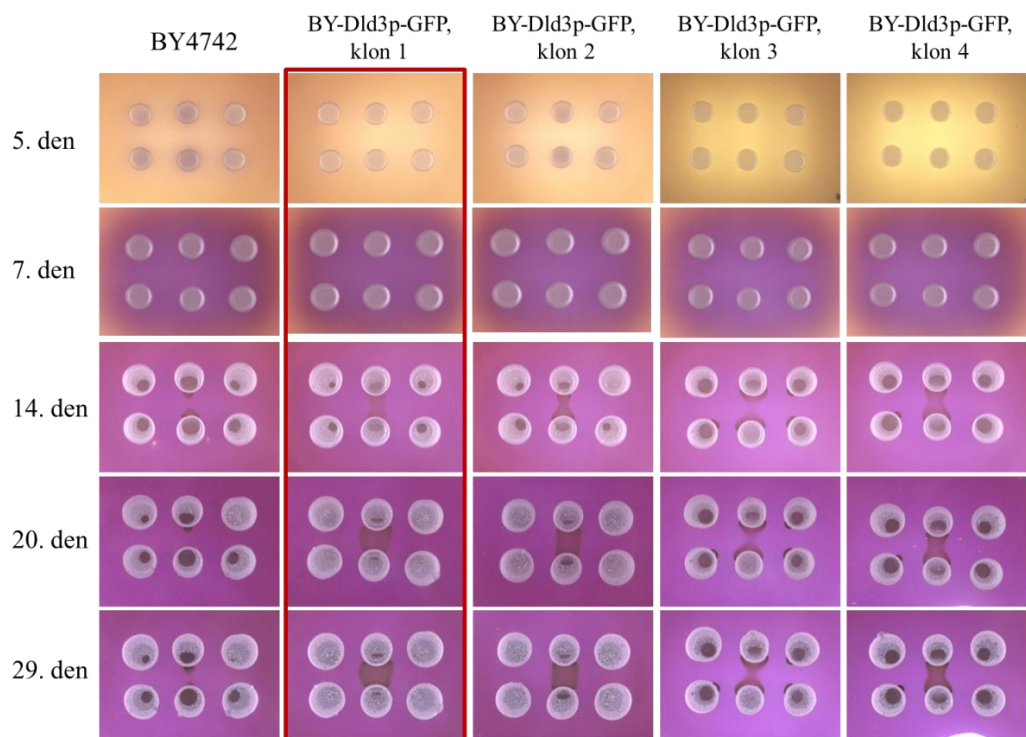 BY4742
BY-Dld3p-GFP,
klon 1
BY-Dld3p-GFP,
klon 2
BY-Dld3p-GFP,
klon 3
BY-Dld3p-GFP,
klon 4
5. den
7. den
14. den
20. den
29. den